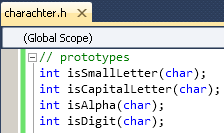 charachter.h
(Global Scope)
// prototypes
int isSmallLetter(char);
int isCapitalLetter(char);
int isAlpha(char);
int isDigit(char);